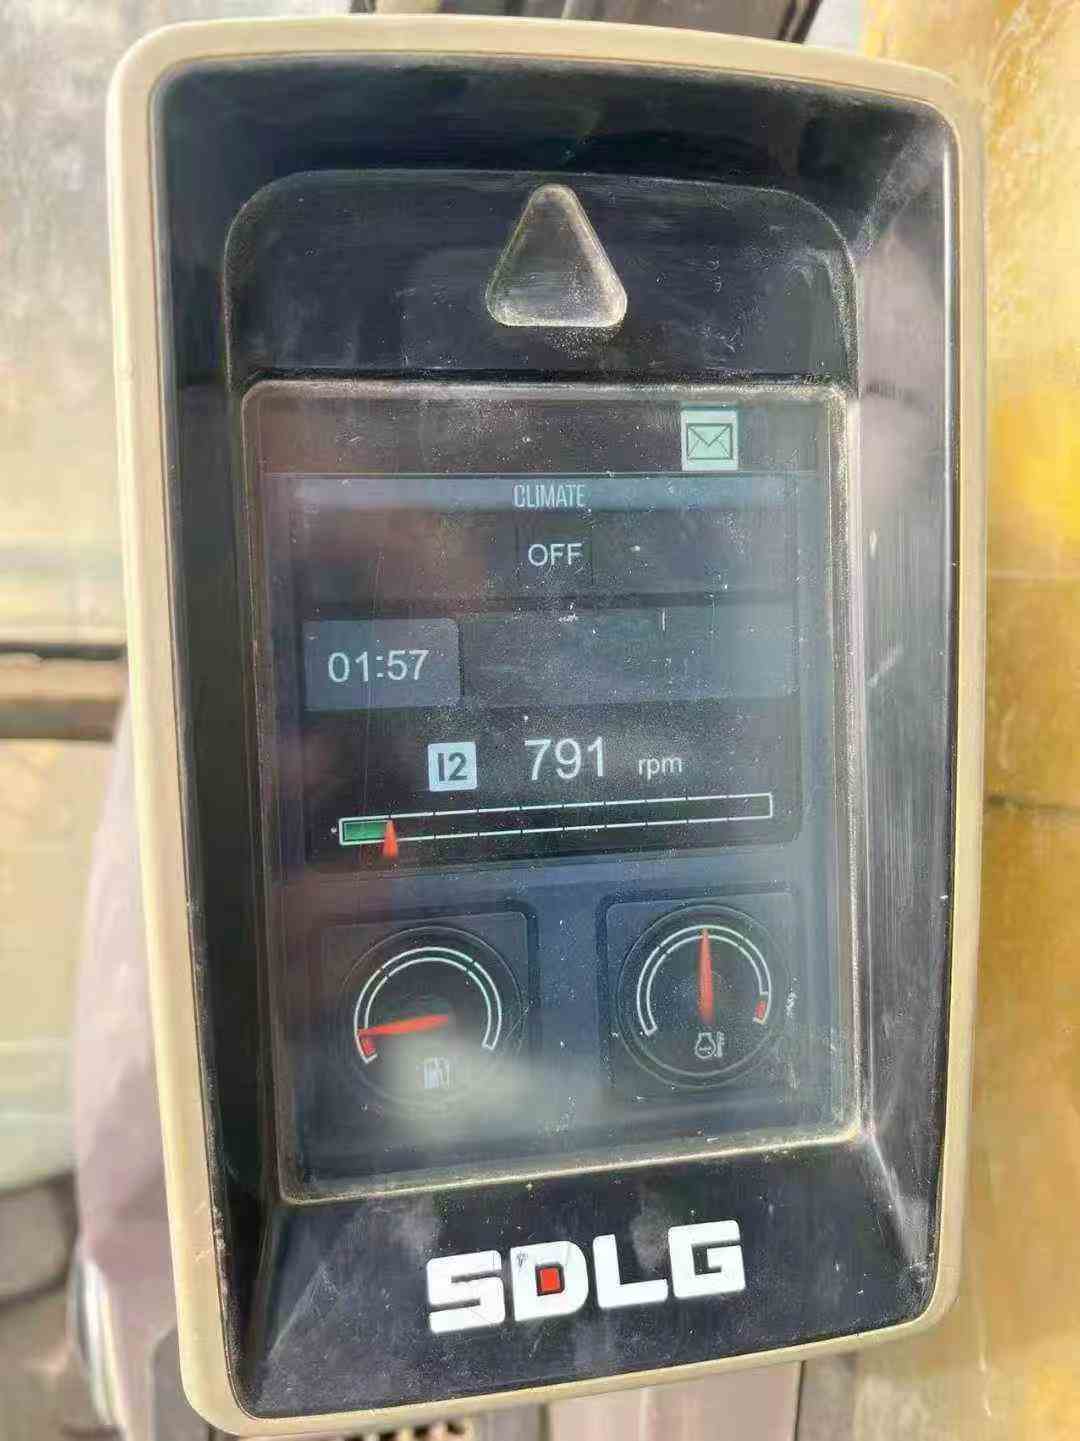 CLIMATE
OFF
01:57
I2 791 rpm
SDLG